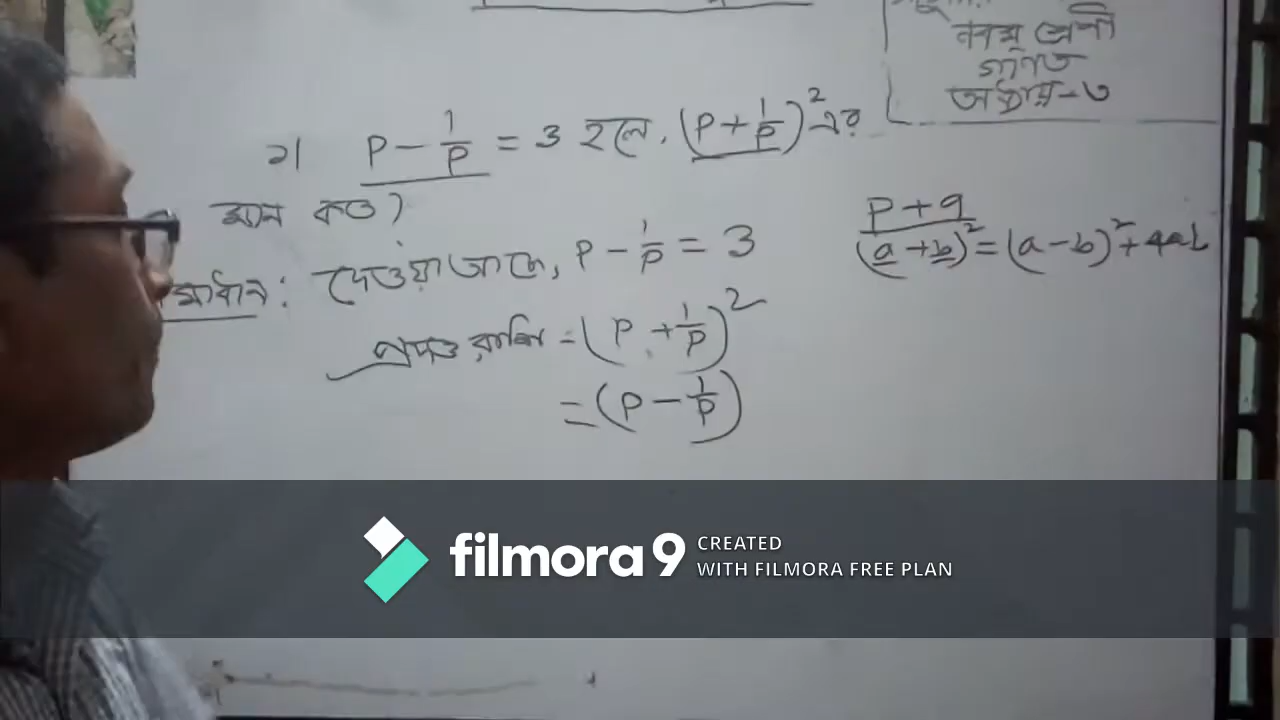 নবম শ্রেণী
গণিত
অধ্যায়-৩
২। P - 1/P = 3 হলে, (P + 1/P)² এর
মান কত?
P + q
(a + b)² = (a - b)² + 4ab
সমাধান: দেওয়া আছে, P - 1/P = 3
প্রদত্ত রাশি = (P + 1/P)²
= (P - 1/P)
filmora 9 CREATED
WITH FILMORA FREE PLAN